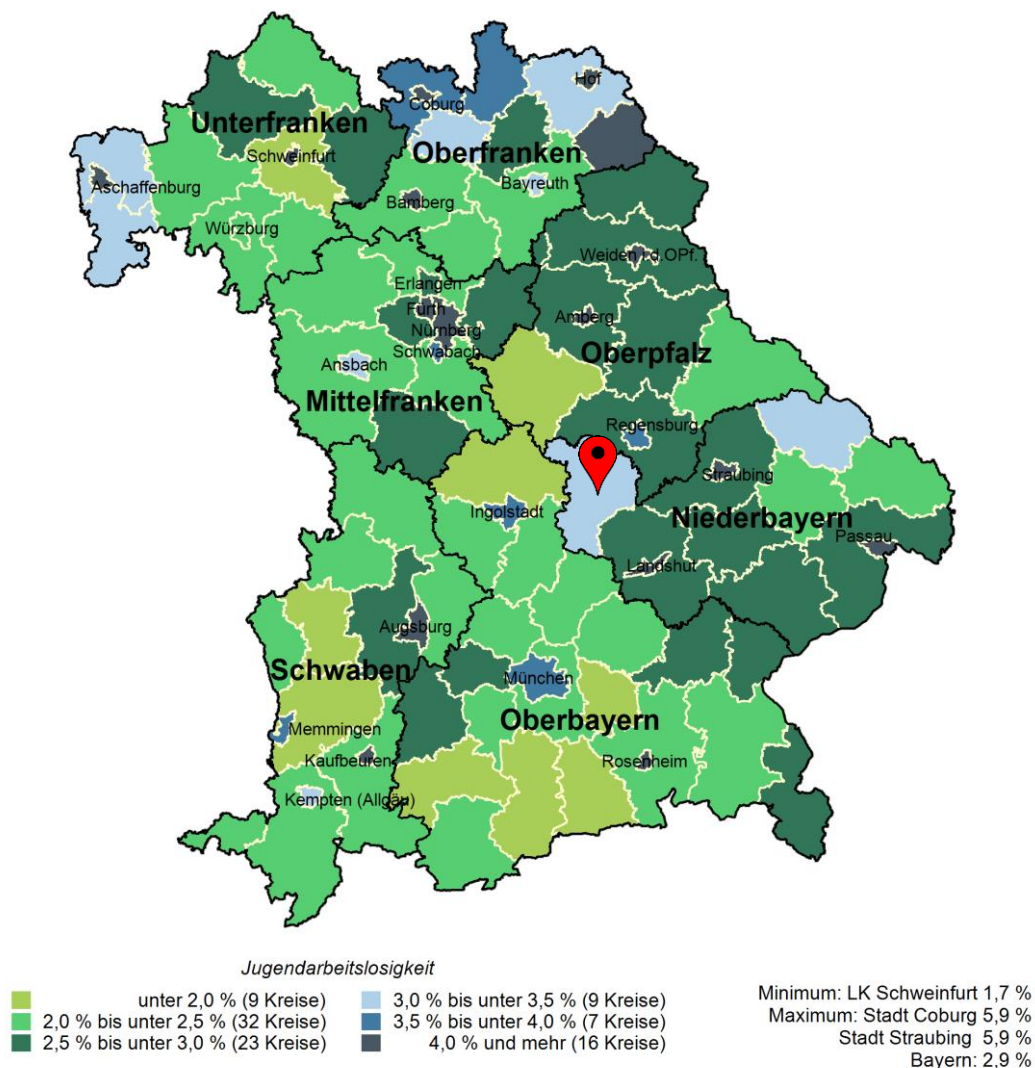 Hof
Coburg
Unterfranken
Schweinfurt
Oberfranken
Aschaffenburg
Bayreuth
Bamberg
Würzburg
Weiden i.d.OPf.
Erlangen
Fürth
Amberg
Nürnberg
Schwabach
Oberpfalz
Ansbach
Mittelfranken
Regensburg
Straubing
Ingolstadt
Niederbayern
Passau
Landshut
Augsburg
Schwaben
München
Oberbayern
Memmingen
Kaufbeuren
Rosenheim
Kempten (Allgäu)
Jugendarbeitslosigkeit
unter 2,0 % (9 Kreise)
2,0 % bis unter 2,5 % (32 Kreise)
2,5 % bis unter 3,0 % (23 Kreise)
3,0 % bis unter 3,5 % (9 Kreise)
3,5 % bis unter 4,0 % (7 Kreise)
4,0 % und mehr (16 Kreise)
Minimum: LK Schweinfurt 1,7 %
Maximum: Stadt Coburg 5,9 %
Stadt Straubing 5,9 %
Bayern: 2,9 %